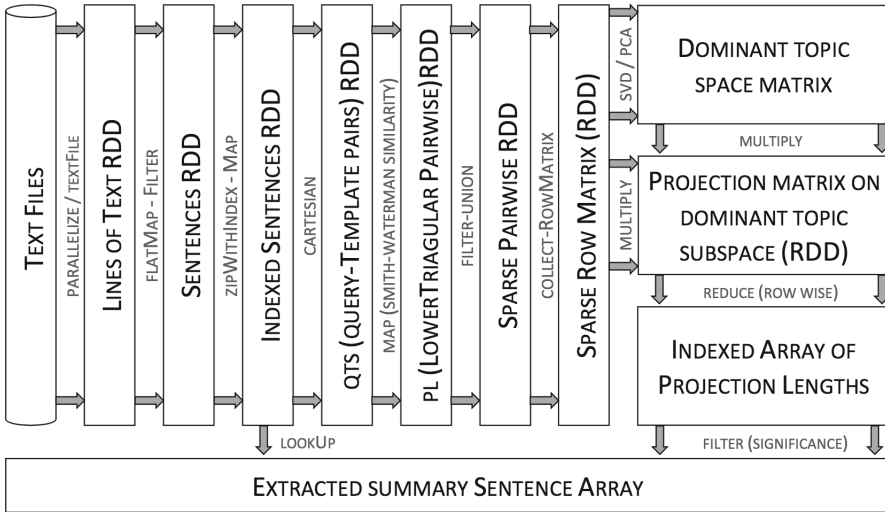 TEXT FILES
PARALLELIZE / TEXTFILE
LINES OF TEXT RDD
FLATMAP - FILTER
SENTENCES RDD
ZIPWITHINDEX - MAP
INDEXED SENTENCES RDD
CARTESIAN
QTS (QUERY-TEMPLATE PAIRS) RDD
MAP (SMITH-WATERMAN SIMILARITY)
PL (LOWERTRIAGULAR PAIRWISE)RDD
FILTER-UNION
SPARSE PAIRWISE RDD
COLLECT-ROWMATRIX
SPARSE ROW MATRIX (RDD)
SVD / PCA
MULTIPLY
DOMINANT TOPIC
SPACE MATRIX
MULTIPLY
PROJECTION MATRIX ON
DOMINANT TOPIC
SUBSPACE (RDD)
REDUCE (ROW WISE)
INDEXED ARRAY OF
PROJECTION LENGTHS
LOOKUP
FILTER (SIGNIFICANCE)
EXTRACTED SUMMARY SENTENCE ARRAY